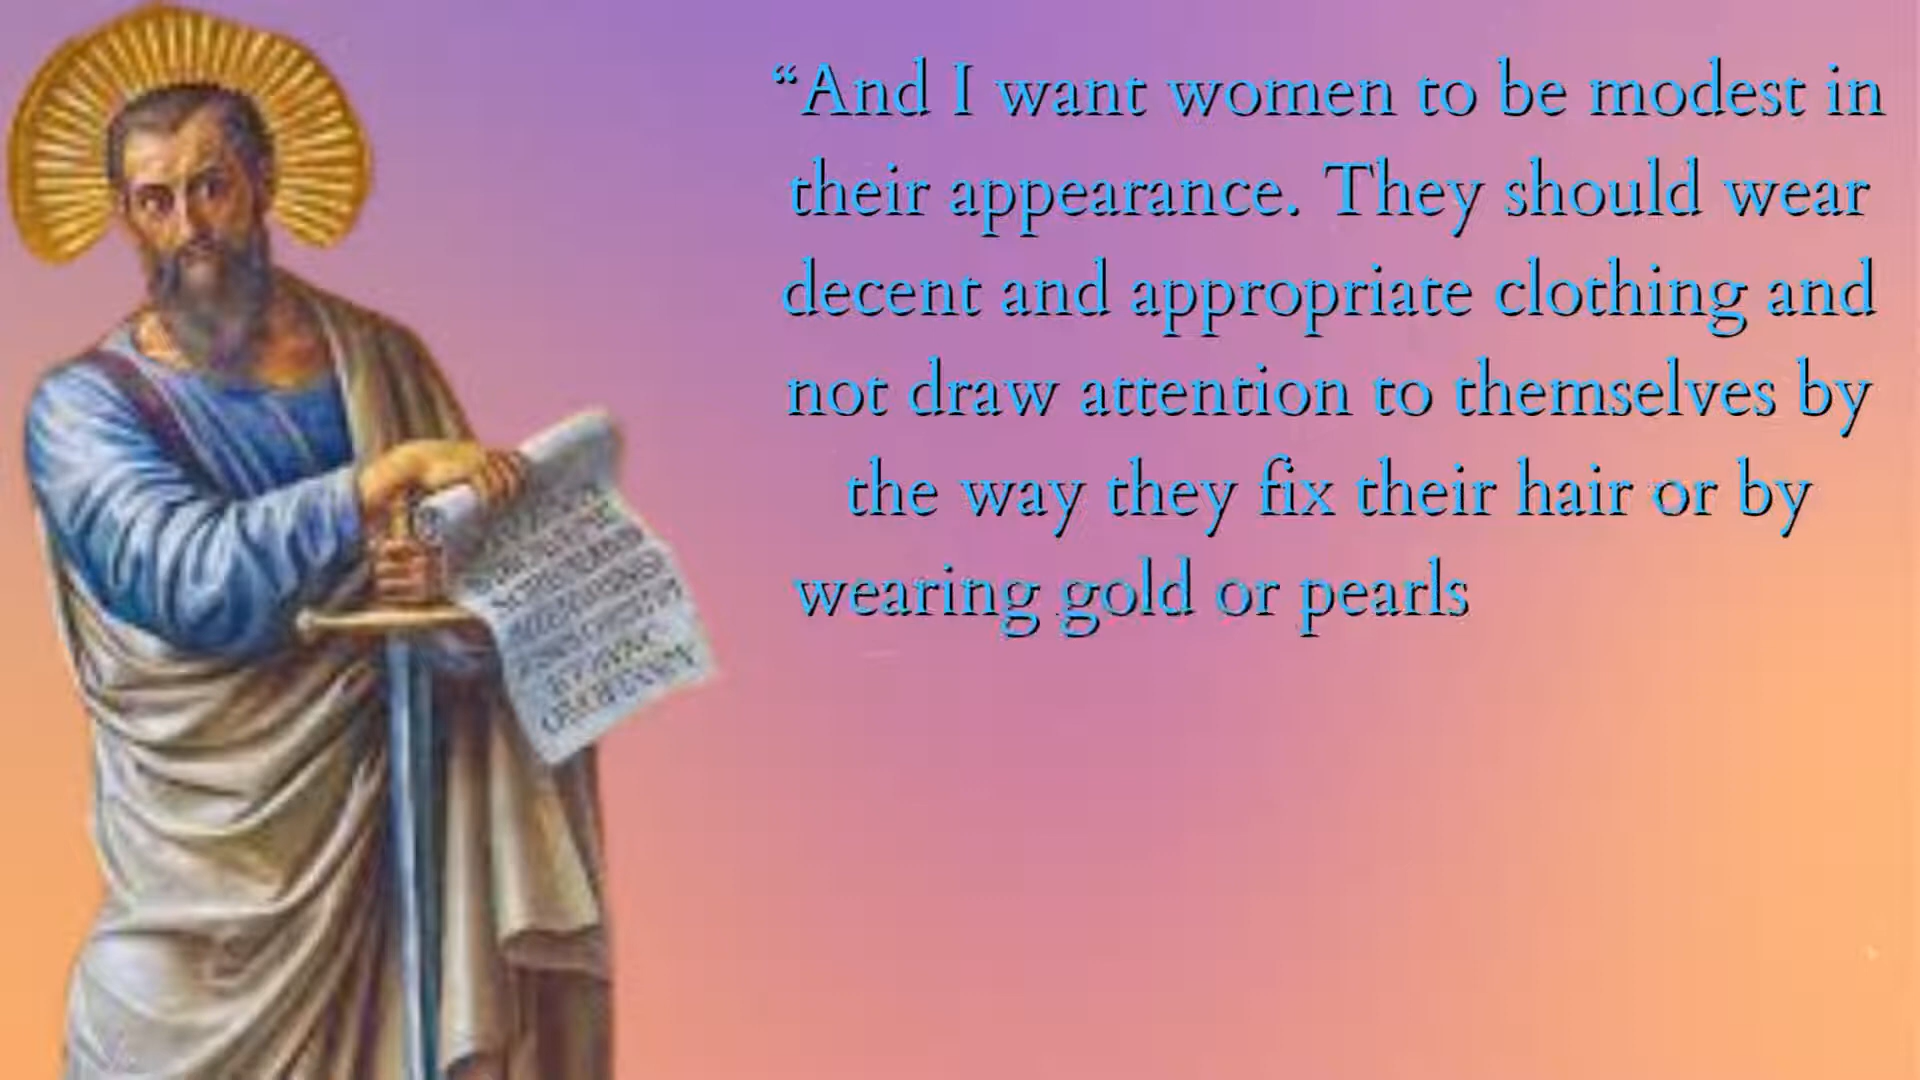 “And I want women to be modest in
their appearance. They should wear
decent and appropriate clothing and
not draw attention to themselves by
the way they fix their hair or by
wearing gold or pearls